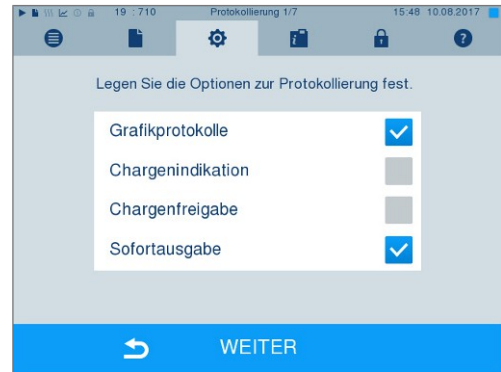 19 : 710 Protokollierung 1/7 15:48 10.08.2017
Legen Sie die Optionen zur Protokollierung fest.
Grafikprotokolle
Chargenindikation
Chargenfreigabe
Sofortausgabe
WEITER